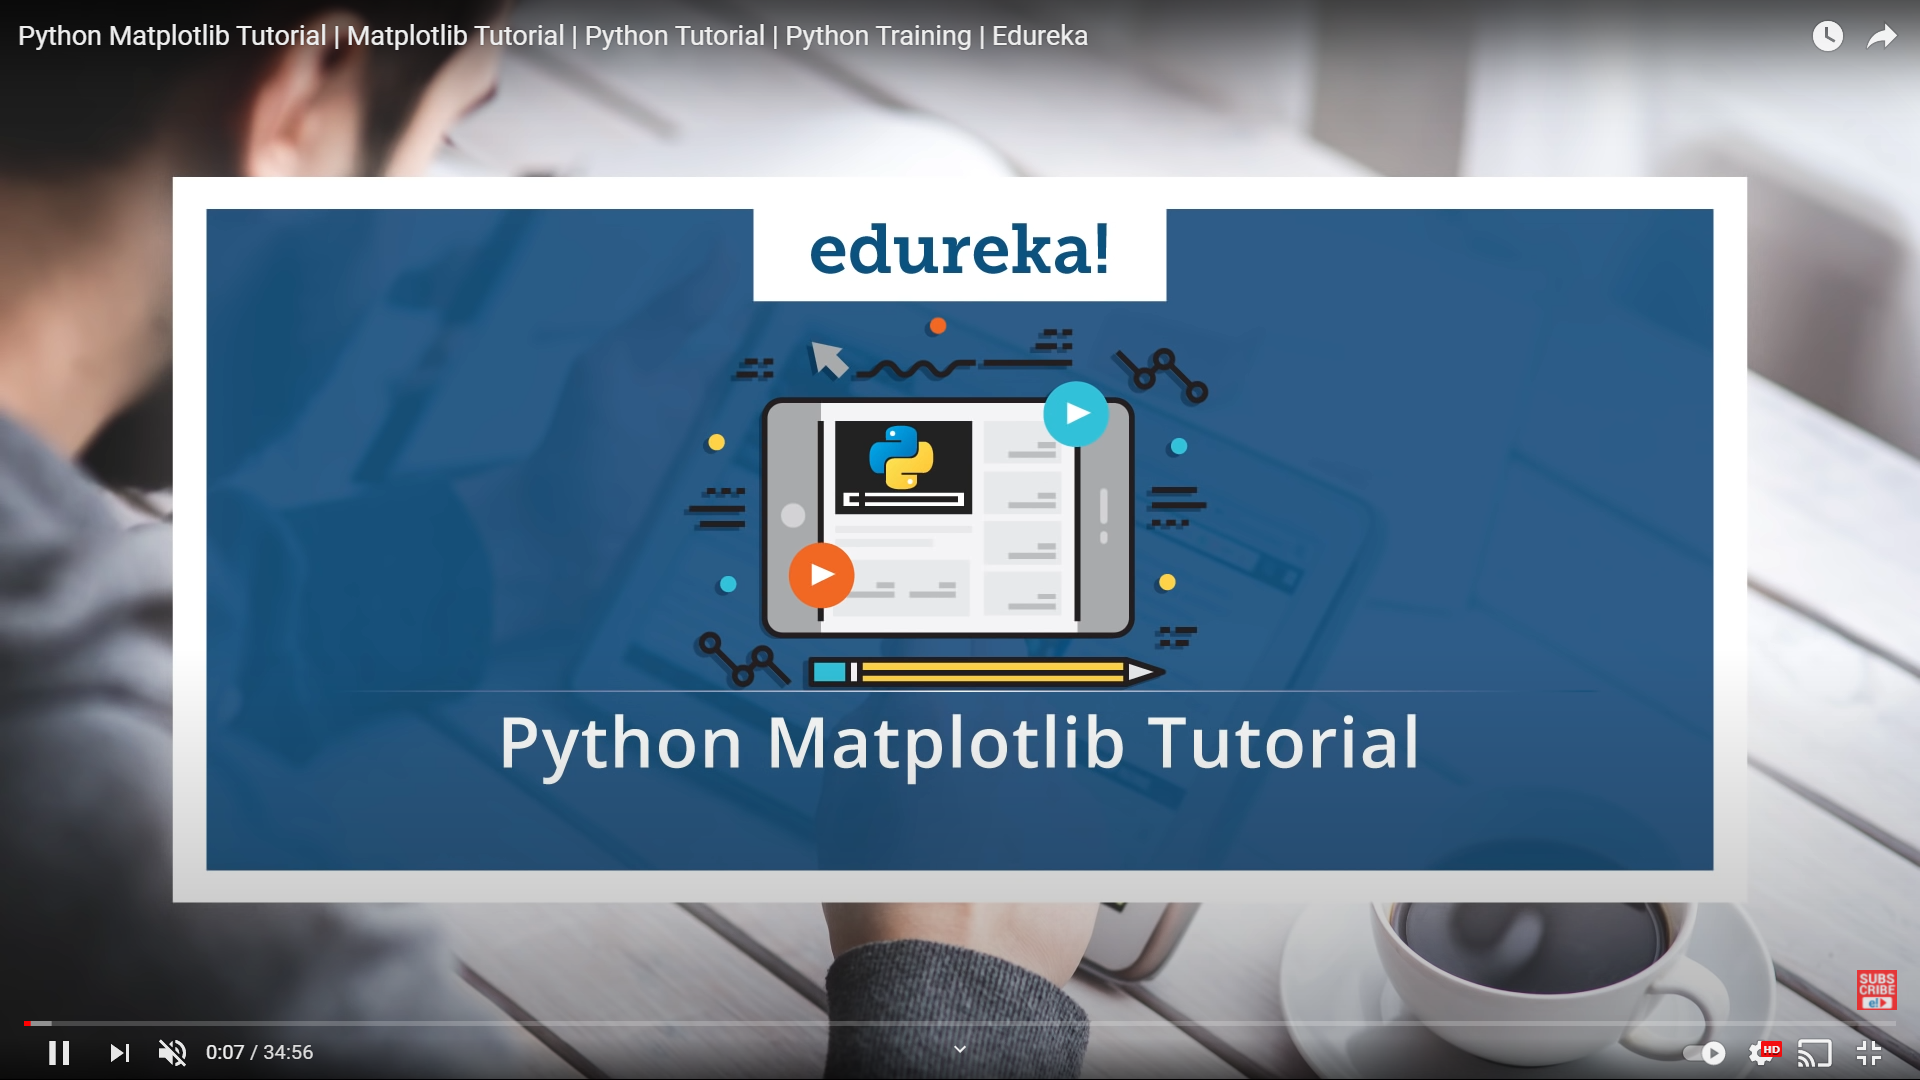 Python Matplotlib Tutorial | Matplotlib Tutorial | Python Tutorial | Python Training | Edureka
edureka!
Python Matplotlib Tutorial
SUBS
CRIBE
e!
0:07 / 34:56
HD